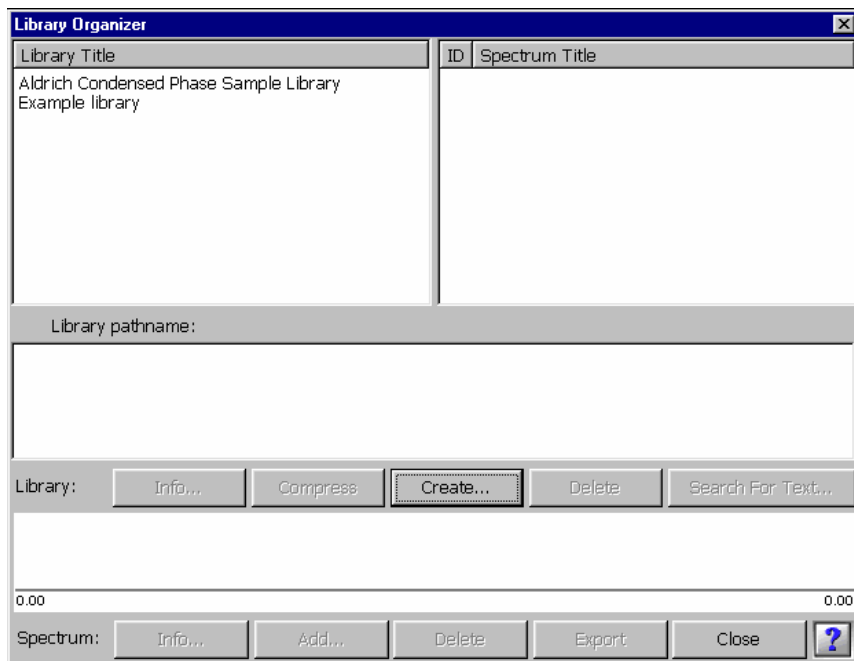 Library Organizer
Library Title
ID Spectrum Title
Aldrich Condensed Phase Sample Library
Example library
Library pathname:
Library: Info... Compress Create... Delete Search For Text...
0.00 0.00
Spectrum: Info... Add... Delete Export Close ?